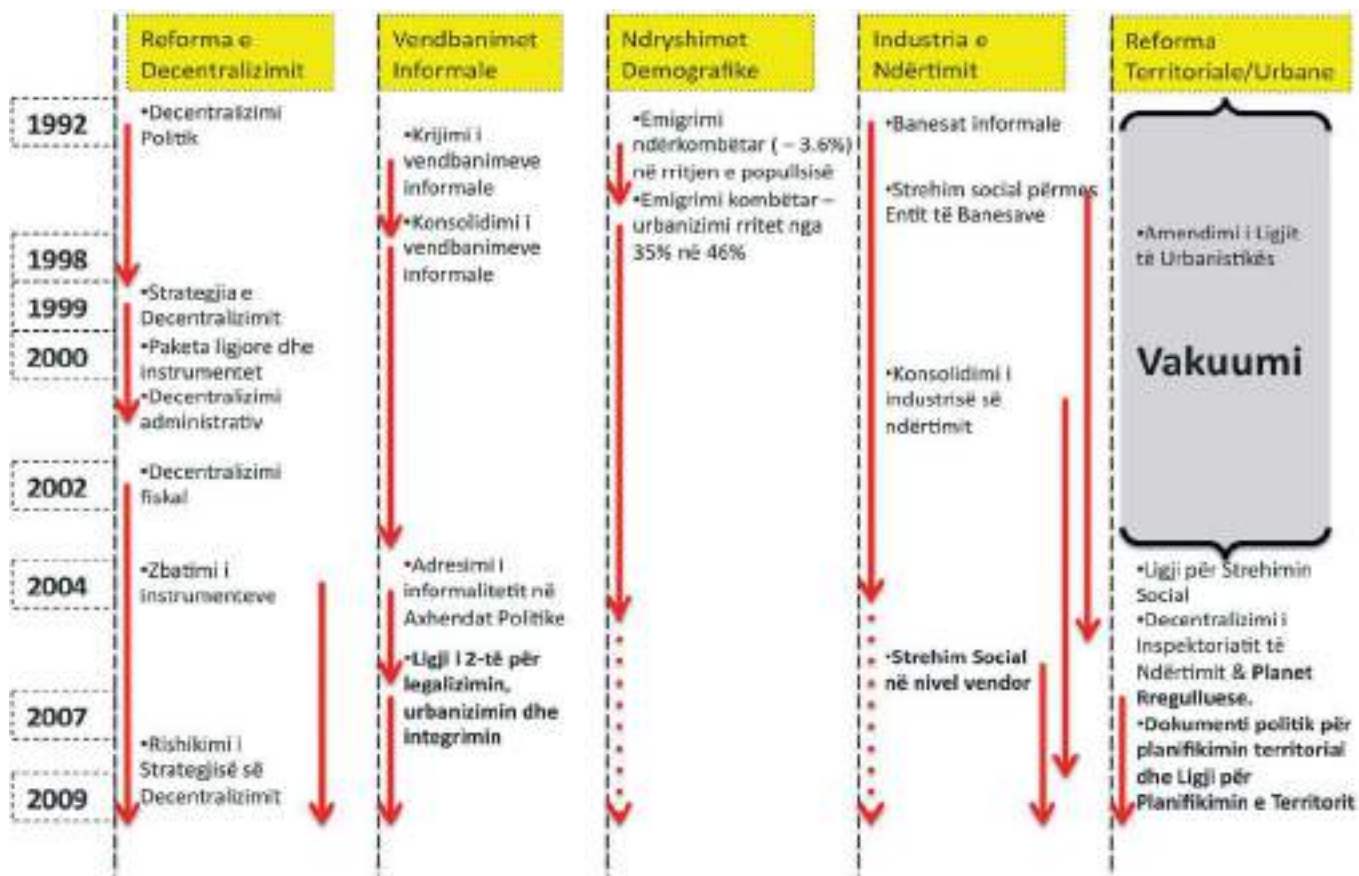 Reforma e
Decentralizimit
Vendbanimet
Informale
Ndryshimet
Demografike
Industria e
Ndërtimit
Reforma
Territoriale/Urbane
1992
1998
1999
2000
2002
2004
2007
2009
•Decentralizimi
Politik
•Strategjia e
Decentralizimit
•Paketa ligjore dhe
instrumentet
•Decentralizimi
administrativ
•Decentralizimi
fiskal
•Zbatimi i
instrumenteve
•Rishikimi i
Strategjisë së
Decentralizimit
•Krijimi i
vendbanimeve
informale
•Konsolidimi i
vendbanimeve
informale
•Adresimi i
informalitetit në
Axhendat Politike
•Ligji i 2-të për
legalizimin,
urbanizimin dhe
integrimin
•Emigrimi
ndërkombëtar ( – 3.6%)
në rritjen e popullsisë
•Emigrimi kombëtar –
urbanizimi rritet nga
35% në 46%
•Banesat informale
•Strehim social përmes
Entit të Banesave
•Konsolidimi i
industrisë së
ndërtimit
•Strehim Social
në nivel vendor
•Amendimi i Ligjit
të Urbanistikës
Vakuumi
•Ligji për Strehimin
Social
•Decentralizimi i
Inspektoriatit të
Ndërtimit & Planet
Rregulluese.
•Dokumenti politik për
planifikimin territorial
dhe Ligji për
Planifikimin e Territorit